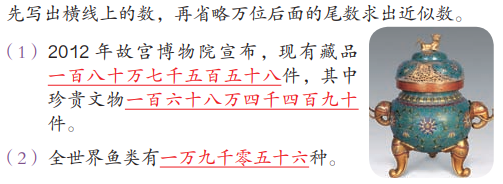 先写出横线上的数，再省略万位后面的尾数求出近似数。
（1）2012 年故宫博物院宣布，现有藏品
一百八十万七千五百五十八件，其中
珍贵文物一百六十八万四千四百九十
件。
（2）全世界鱼类有一万九千零五十六种。